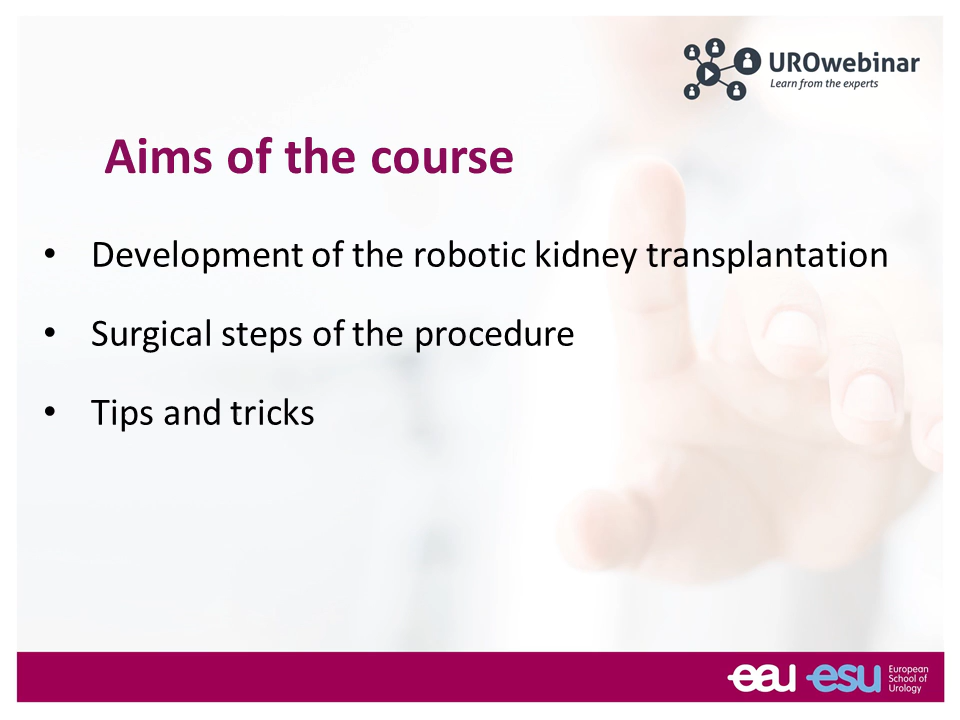 UROwebinar
Learn from the experts
Aims of the course
• Development of the robotic kidney transplantation
• Surgical steps of the procedure
• Tips and tricks
eau esu European
School of
Urology